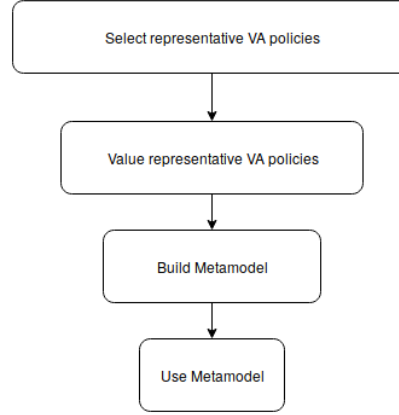 Select representative VA policies
Value representative VA policies
Build Metamodel
Use Metamodel